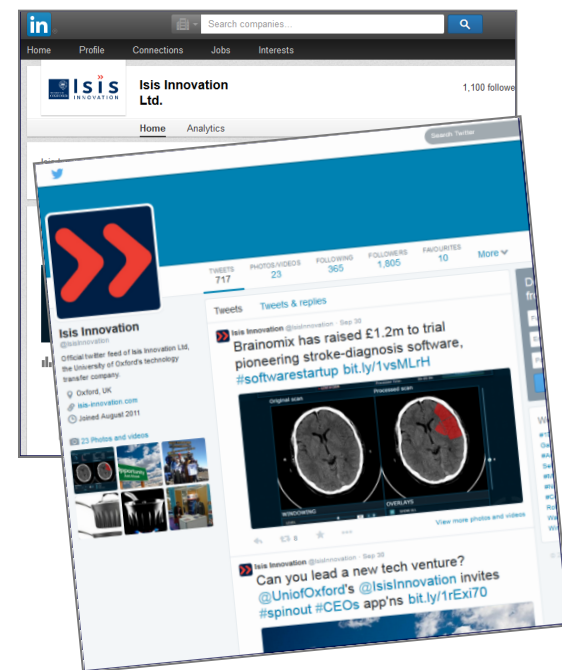 in
Search companies...
Home Profile Connections Jobs Interests
Isis
INNOVATION
Isis Innovation
Ltd.
1,100 followe
Home Analytics
Search Twitter
TWEETS PHOTOS/VIDEOS FOLLOWING FOLLOWERS FAVOURITES
717 23 365 1,805 10 More
Tweets Tweets & replies
Isis Innovation
@IsisInnovation
Official twitter feed of Isis Innovation Ltd,
the University of Oxford's technology
transfer company.
Oxford, UK
isis-innovation.com
Joined August 2011
23 Photos and videos
Opportunity
Isis Innovation @IsisInnovation · Sep 30
Brainomix has raised £1.2m to trial
pioneering stroke-diagnosis software,
#softwarestartup bit.ly/1vsMLrH
Original scan Processed scan
WINDOWING OVERLAYS
6
View more photos and videos
Isis Innovation @IsisInnovation · Sep 30
Can you lead a new tech venture?
@UniofOxford's @IsisInnovation invites
#spinout #CEOs app'ns bit.ly/1rExi70